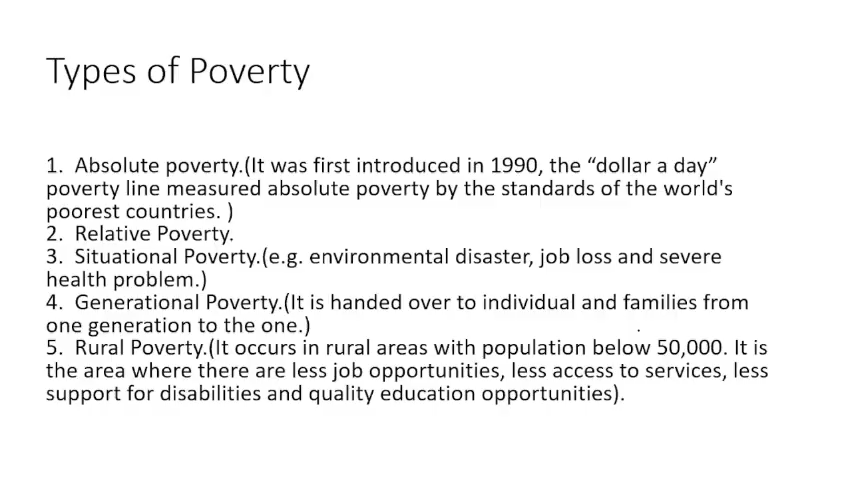 Types of Poverty
1. Absolute poverty.(It was first introduced in 1990, the “dollar a day”
poverty line measured absolute poverty by the standards of the world's
poorest countries. )
2. Relative Poverty.
3. Situational Poverty.(e.g. environmental disaster, job loss and severe
health problem.)
4. Generational Poverty.(It is handed over to individual and families from
one generation to the one.)
5. Rural Poverty.(It occurs in rural areas with population below 50,000. It is
the area where there are less job opportunities, less access to services, less
support for disabilities and quality education opportunities).